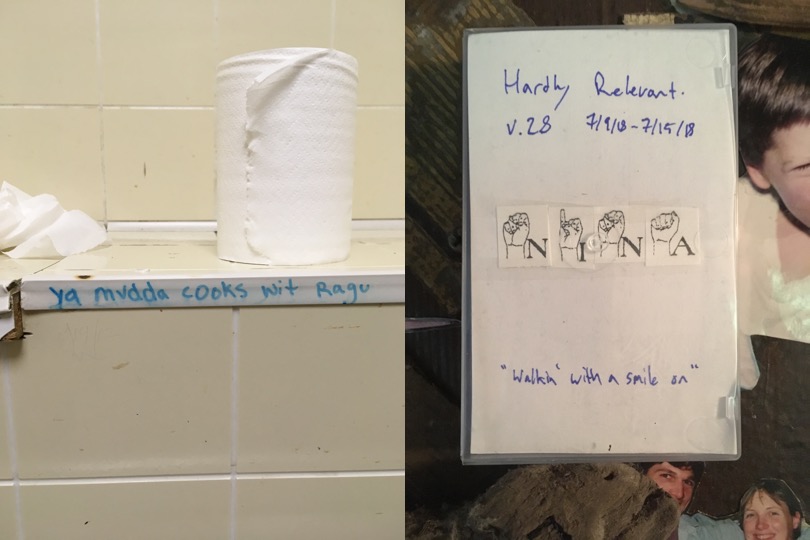 ya mudda cooks wit Ragu
Hardly Relevant.
v.28 7/9/18-7/15/18
N I N A
"Walkin' with a smile on"